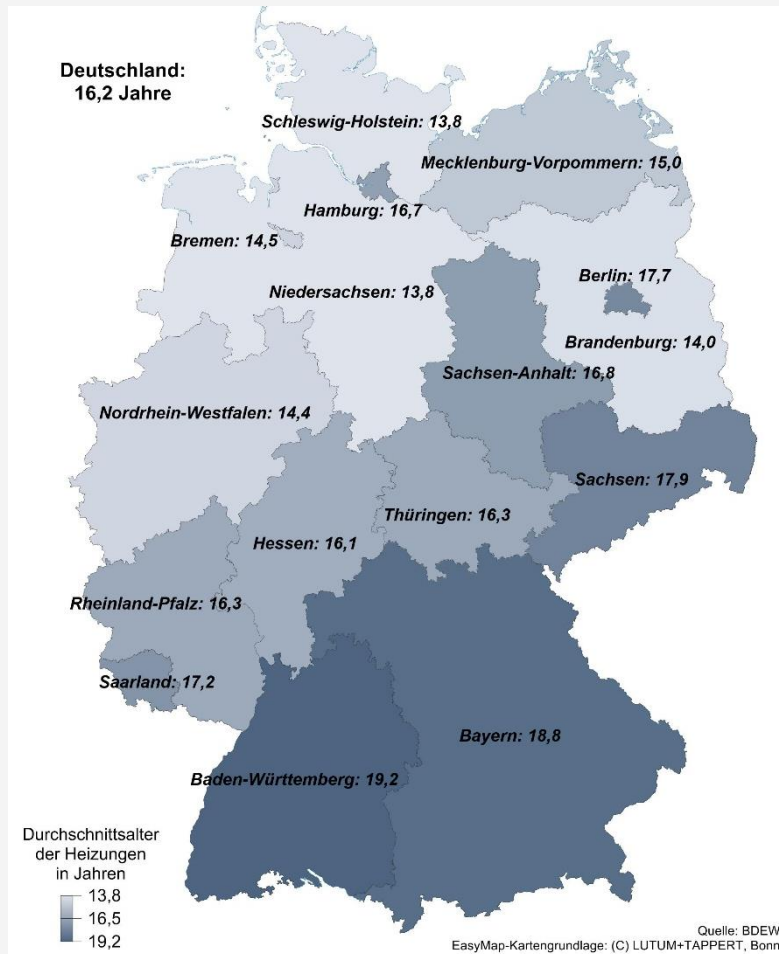 Deutschland:
16,2 Jahre
Schleswig-Holstein: 13,8
Mecklenburg-Vorpommern: 15,0
Hamburg: 16,7
Bremen: 14,5
Berlin: 17,7
Niedersachsen: 13,8
Brandenburg: 14,0
Sachsen-Anhalt: 16,8
Nordrhein-Westfalen: 14,4
Sachsen: 17,9
Thüringen: 16,3
Hessen: 16,1
Rheinland-Pfalz: 16,3
Saarland: 17,2
Bayern: 18,8
Baden-Württemberg: 19,2
Durchschnittsalter
der Heizungen
in Jahren
13,8
16,5
19,2
Quelle: BDEW
EasyMap-Kartengrundlage: (C) LUTUM+TAPPERT, Bonn